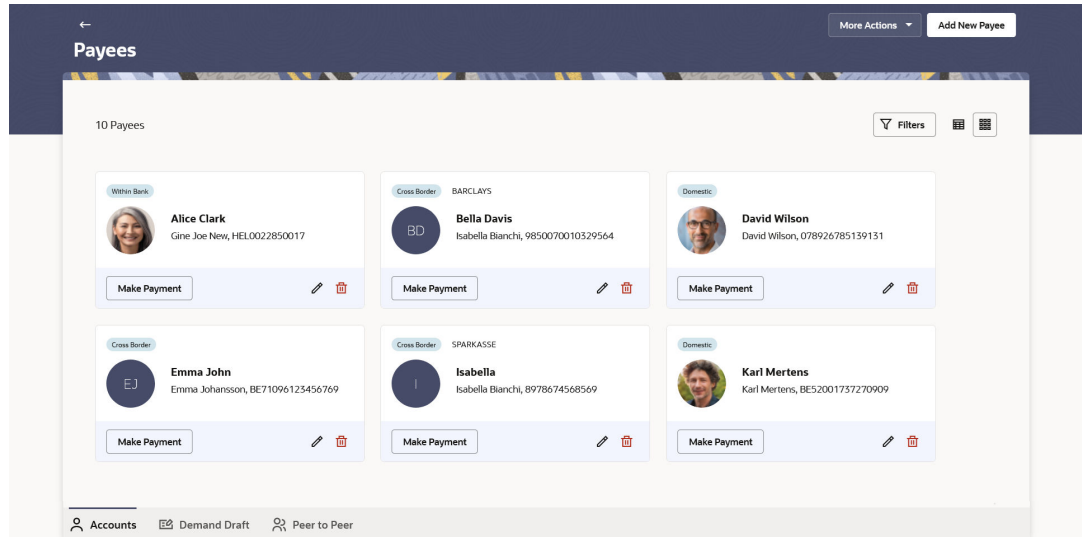 More Actions
Add New Payee
Payees
10 Payees
Filters
Within Bank
Alice Clark
Gine Joe New, HEL0022850017
Make Payment
Cross Border BARCLAYS
BD
Bella Davis
Isabella Bianchi, 9850070010329564
Make Payment
Domestic
David Wilson
David Wilson, 078926785139131
Make Payment
Cross Border
EJ
Emma John
Emma Johansson, BE71096123456769
Make Payment
Cross Border SPARKASSE
I
Isabella
Isabella Bianchi, 8978674568569
Make Payment
Domestic
Karl Mertens
Karl Mertens, BE52001737270909
Make Payment
Accounts Demand Draft Peer to Peer